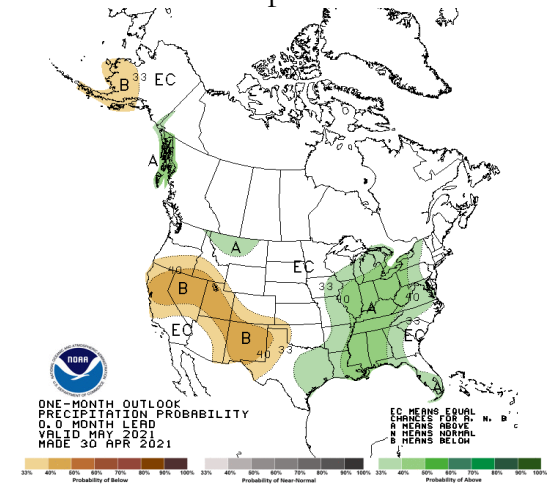 B 33 EC
A
A
EC
40
B
33
40
A
40
33
EC
EC
B
40 33
A
NOAA
ONE-MONTH OUTLOOK
PRECIPITATION PROBABILITY
0.0 MONTH LEAD
VALID MAY 2021
MADE 30 APR 2021
EC MEANS EQUAL
CHANCES FOR A, N, B
A MEANS ABOVE
N MEANS NORMAL
B MEANS BELOW
33% 40% 50% 60% 70% 80% 90% 100%
Probability of Below
33% 40% 50% 60% 70% 80% 90% 100%
Probability of Near-Normal
33% 40% 50% 60% 70% 80% 90% 100%
Probability of Above